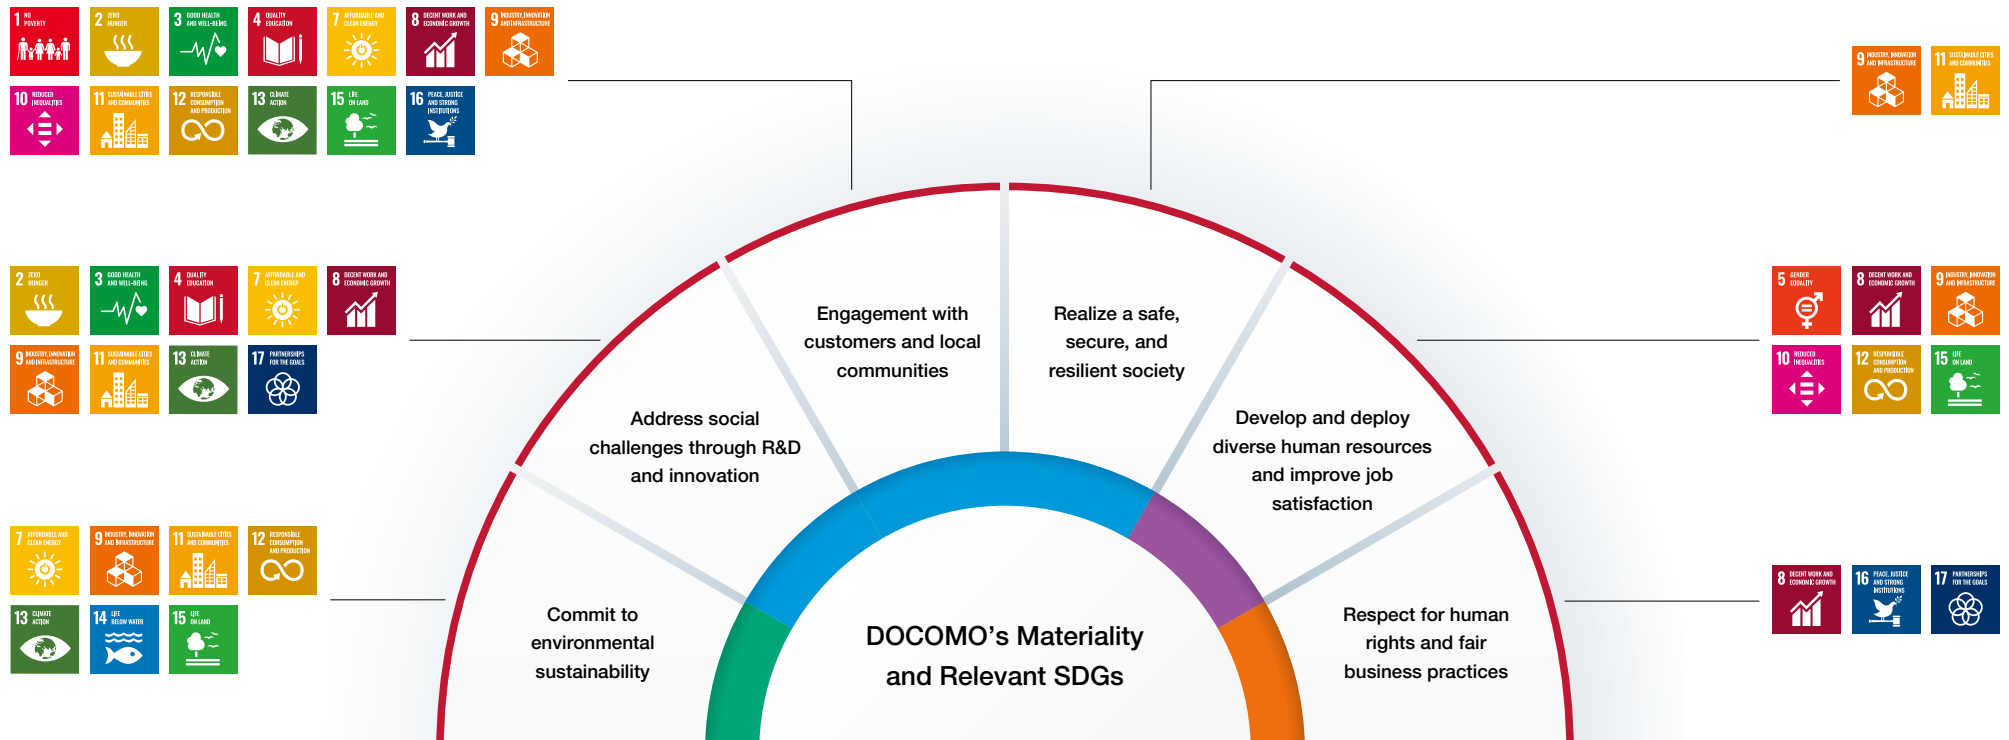 1 NO
POVERTY
2 ZERO
HUNGER
3 GOOD HEALTH
AND WELL-BEING
4 QUALITY
EDUCATION
7 AFFORDABLE AND
CLEAN ENERGY
8 DECENT WORK AND
ECONOMIC GROWTH
9 INDUSTRY, INNOVATION
AND INFRASTRUCTURE
10 REDUCED
INEQUALITIES
11 SUSTAINABLE CITIES
AND COMMUNITIES
12 RESPONSIBLE
CONSUMPTION
AND PRODUCTION
13 CLIMATE
ACTION
15 LIFE
ON LAND
16 PEACE, JUSTICE
AND STRONG
INSTITUTIONS
9 INDUSTRY, INNOVATION
AND INFRASTRUCTURE
11 SUSTAINABLE CITIES
AND COMMUNITIES
2 ZERO
HUNGER
3 GOOD HEALTH
AND WELL-BEING
4 QUALITY
EDUCATION
7 AFFORDABLE AND
CLEAN ENERGY
8 DECENT WORK AND
ECONOMIC GROWTH
9 INDUSTRY, INNOVATION
AND INFRASTRUCTURE
11 SUSTAINABLE CITIES
AND COMMUNITIES
13 CLIMATE
ACTION
17 PARTNERSHIPS
FOR THE GOALS
Engagement with
customers and local
communities
Realize a safe,
secure, and
resilient society
5 GENDER
EQUALITY
8 DECENT WORK AND
ECONOMIC GROWTH
9 INDUSTRY, INNOVATION
AND INFRASTRUCTURE
10 REDUCED
INEQUALITIES
12 RESPONSIBLE
CONSUMPTION
AND PRODUCTION
15 LIFE
ON LAND
Address social
challenges through R&D
and innovation
Develop and deploy
diverse human resources
and improve job
satisfaction
7 AFFORDABLE AND
CLEAN ENERGY
9 INDUSTRY, INNOVATION
AND INFRASTRUCTURE
11 SUSTAINABLE CITIES
AND COMMUNITIES
12 RESPONSIBLE
CONSUMPTION
AND PRODUCTION
13 CLIMATE
ACTION
14 LIFE
BELOW WATER
15 LIFE
ON LAND
Commit to
environmental
sustainability
DOCOMO's Materiality
and Relevant SDGs
Respect for human
rights and fair
business practices
8 DECENT WORK AND
ECONOMIC GROWTH
16 PEACE, JUSTICE
AND STRONG
INSTITUTIONS
17 PARTNERSHIPS
FOR THE GOALS